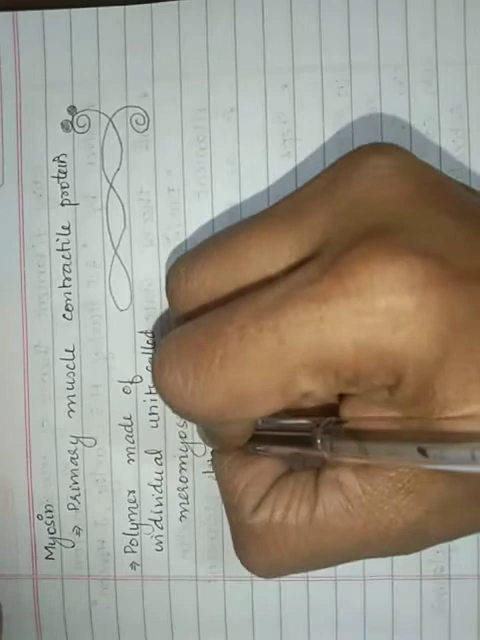 Myosin:
⇒ Primary muscle contractile protein
⇒ Polymer made of
individual unit called
meromyos